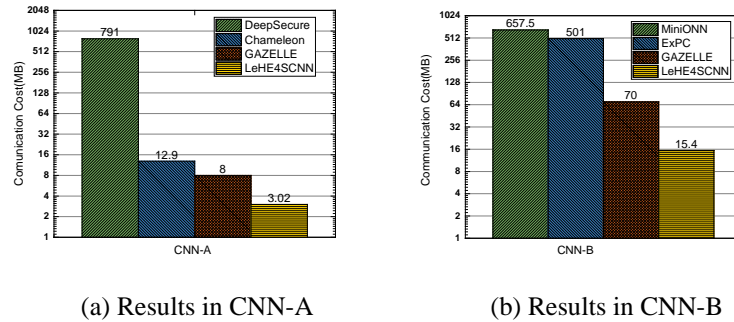 2048
1024
512
256
128
64
32
16
8
4
2
1
Comunication Cost(MB)
791
12.9
8
3.02
DeepSecure
Chameleon
GAZELLE
LeHE4SCNN
CNN-A
(a) Results in CNN-A
1024
512
256
128
64
32
16
8
4
2
1
Communication Cost(MB)
657.5
501
70
15.4
MiniONN
ExPC
GAZELLE
LeHE4SCNN
CNN-B
(b) Results in CNN-B